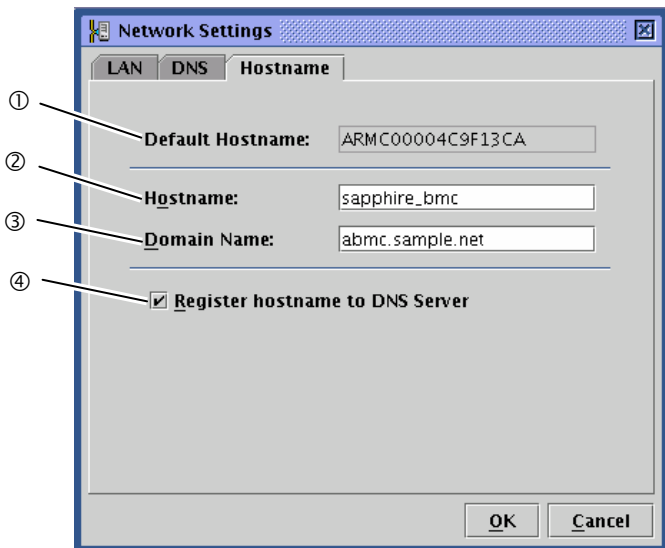 Network Settings
LAN DNS Hostname
① Default Hostname: ARMC00004C9F13CA
② Hostname: sapphire_bmc
③ Domain Name: abmc.sample.net
④ Register hostname to DNS Server
OK Cancel